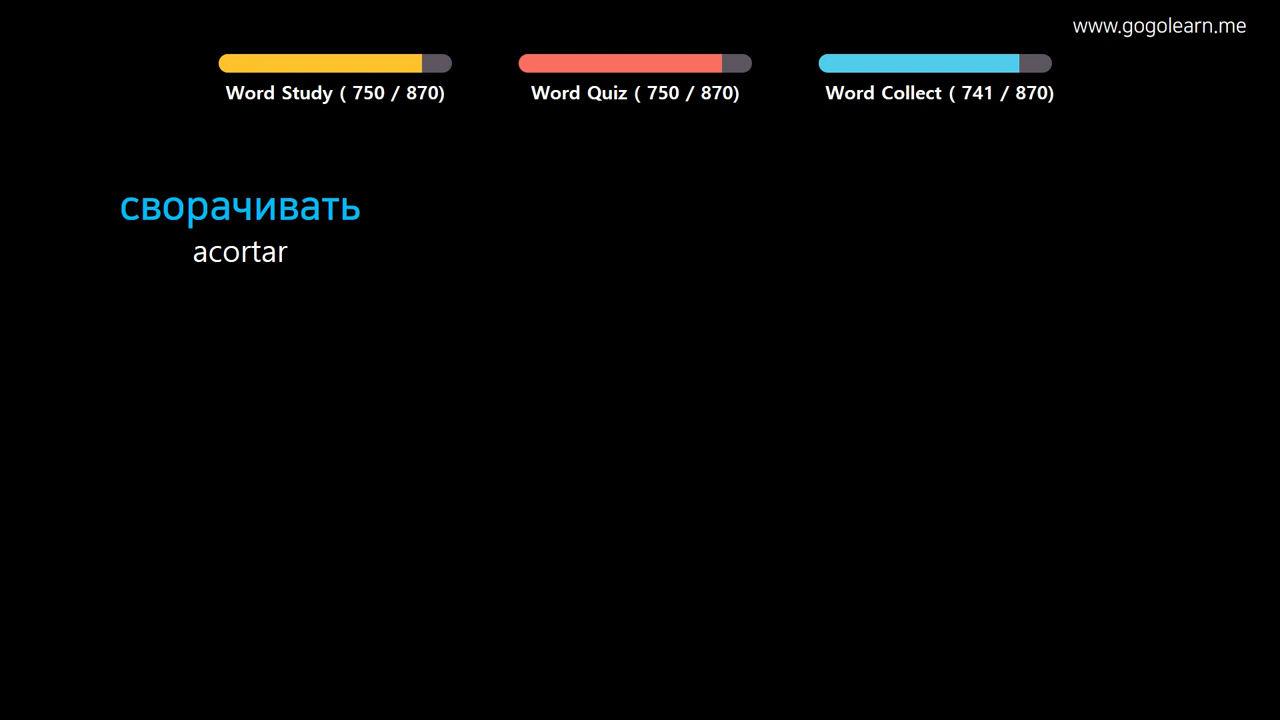 www.gogolearn.me
Word Study ( 750 / 870)
Word Quiz ( 750 / 870)
Word Collect ( 741 / 870)
сворачивать
acortar